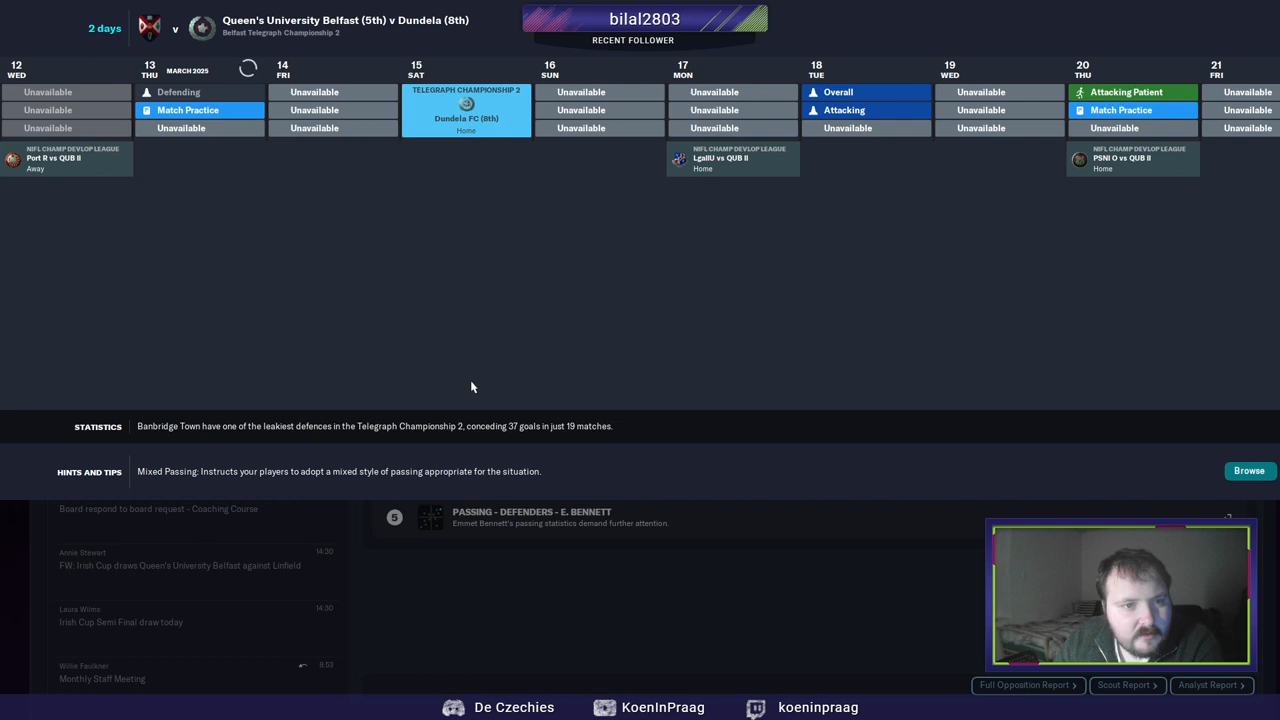 2 days
v
Queen's University Belfast (5th) v Dundela (8th)
Belfast Telegraph Championship 2
bilal2803
RECENT FOLLOWER
12
WED
13
THU
MARCH 2025
14
FRI
15
SAT
16
SUN
17
MON
18
TUE
19
WED
20
THU
21
FRI
Unavailable
Defending
Unavailable
TELEGRAPH CHAMPIONSHIP 2
Unavailable
Unavailable
Overall
Unavailable
Attacking Patient
Unavailable
Unavailable
Match Practice
Unavailable
Unavailable
Unavailable
Attacking
Unavailable
Match Practice
Unavailable
Dundela FC (8th)
Unavailable
Unavailable
Unavailable
Home
Unavailable
Unavailable
Unavailable
Unavailable
Unavailable
Unavailable
NIFL CHAMP DEVLOP LEAGUE
Port R vs QUB II
Away
NIFL CHAMP DEVLOP LEAGUE
LgallU vs QUB II
Home
NIFL CHAMP DEVLOP LEAGUE
PSNI O vs QUB II
Home
STATISTICS
Banbridge Town have one of the leakiest defences in the Telegraph Championship 2, conceding 37 goals in just 19 matches.
HINTS AND TIPS
Mixed Passing: Instructs your players to adopt a mixed style of passing appropriate for the situation.
Browse
Board respond to board request - Coaching Course
5
PASSING - DEFENDERS - E. BENNETT
Emmet Bennett's passing statistics demand further attention.
Annie Stewart
14:30
FW: Irish Cup draws Queen's University Belfast against Linfield
Laura Wilms
14:30
Irish Cup Semi Final draw today
Willie Faulkner
8:53
Monthly Staff Meeting
Full Opposition Report
Scout Report
Analyst Report
De Czechies
KoenInPraag
koeninpraag